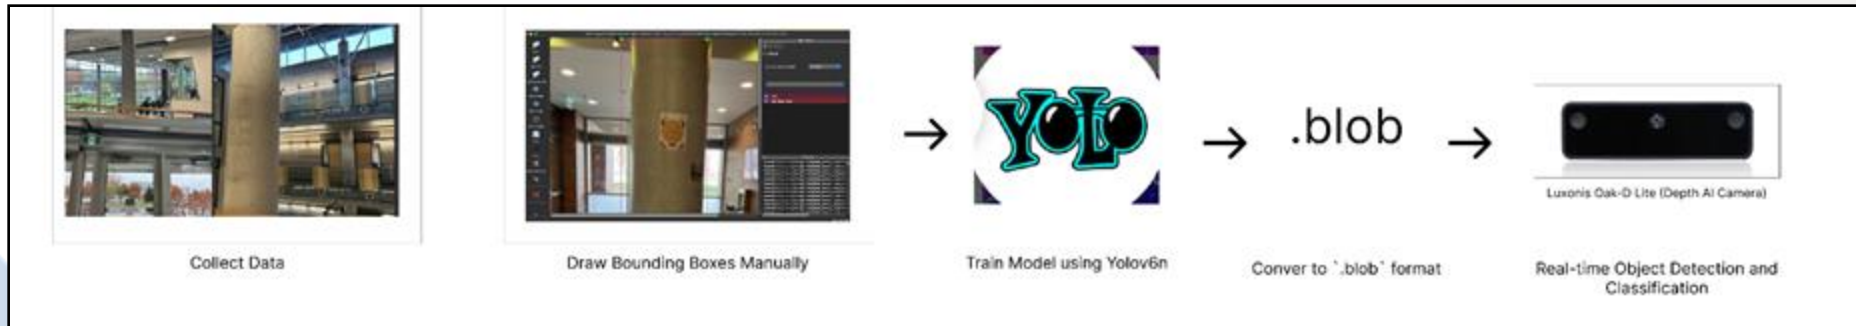 YOLO
.blob
Luxonis Oak-D Lite (Depth AI Camera)
Collect Data
Draw Bounding Boxes Manually
Train Model using Yolov6n
Conver to `.blob` format
Real-time Object Detection and
Classification